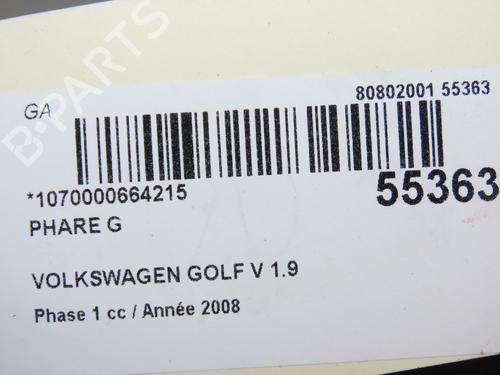 GA
80802001 55363
*1070000664215
55363
PHARE G
VOLKSWAGEN GOLF V 1.9
Phase 1 cc / Année 2008
B-PARTS